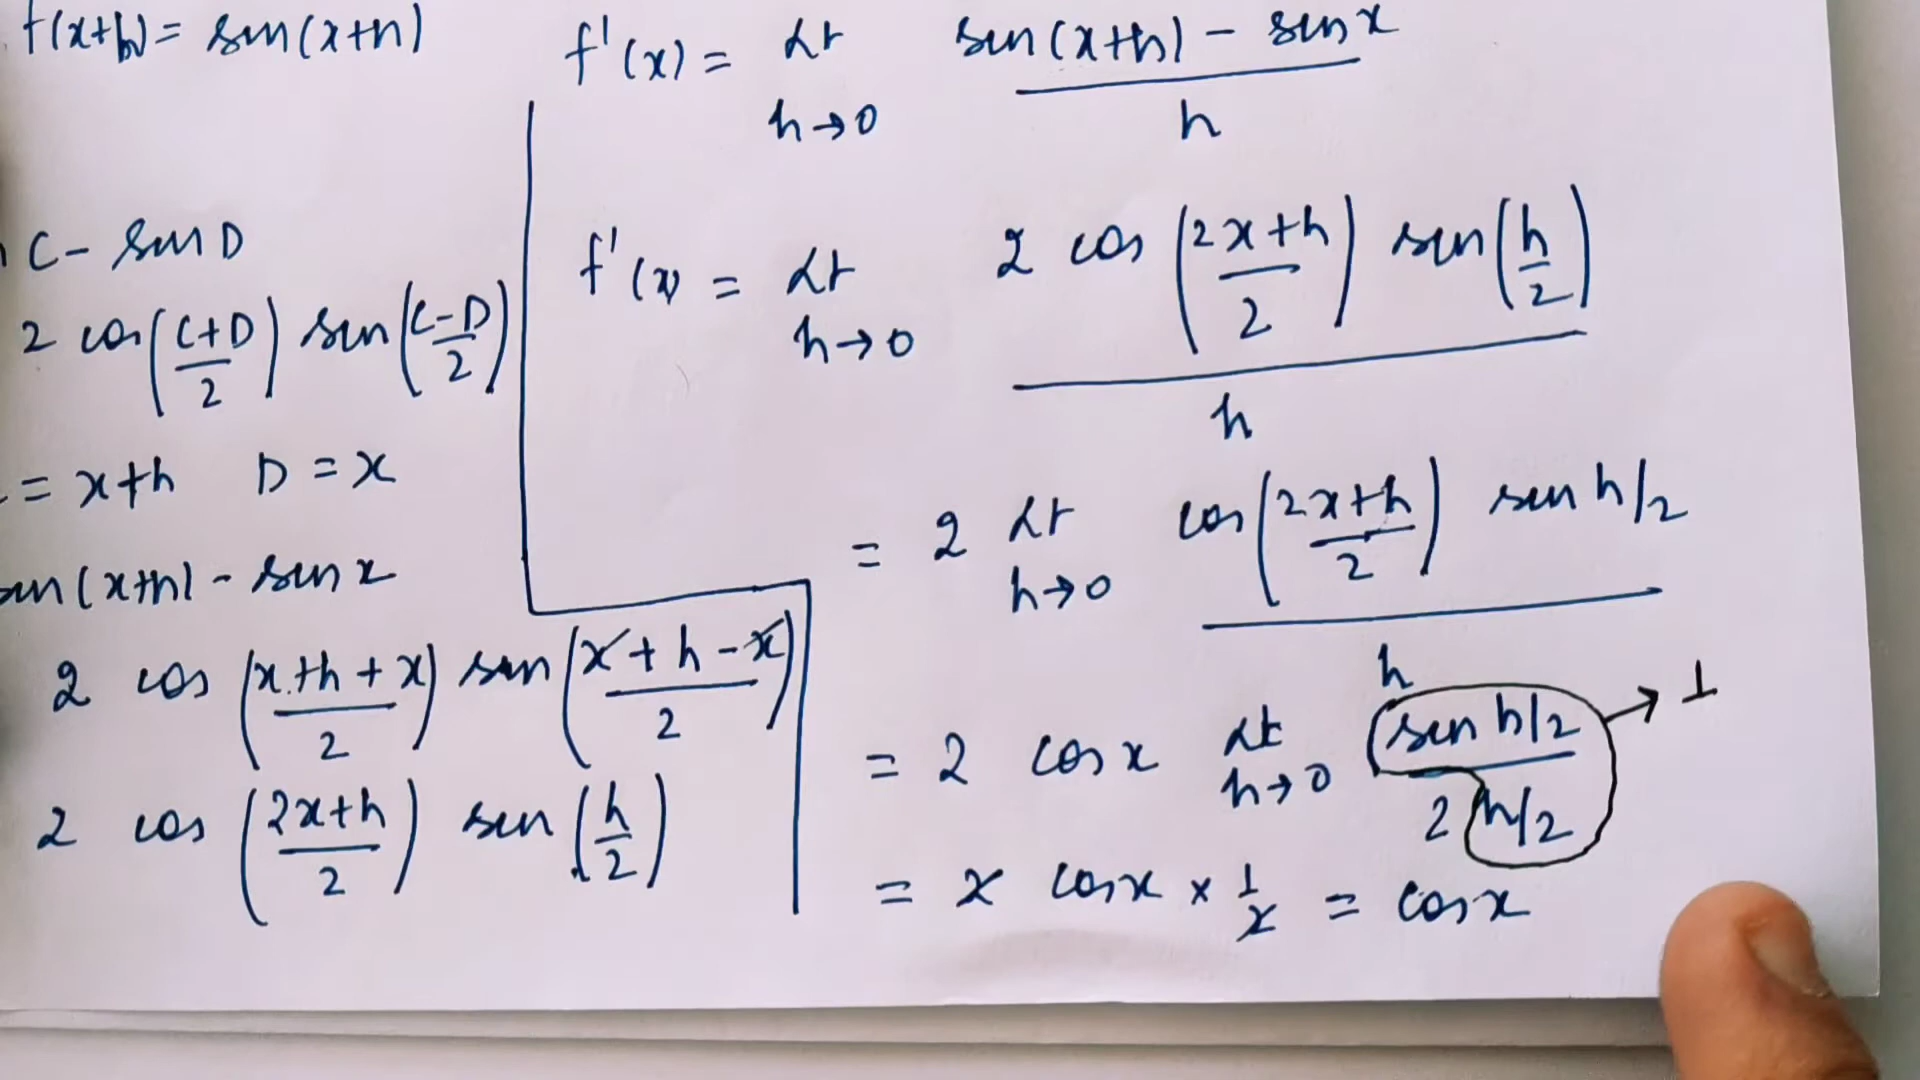 f(x+h) = sin(x+h)
C - sin D
2 cos((C+D)/2) sin((C-D)/2)
= x+h D = x
sin(x+h) - sin x
2 cos((x+h+x)/2) sin((x+h-x)/2)
2 cos((2x+h)/2) sin(h/2)
f'(x) = Lt h→0 (sin(x+h) - sin x)/h
f'(x) = Lt h→0 (2 cos((2x+h)/2) sin(h/2))/h
= 2 Lt h→0 (cos((2x+h)/2) sin h/2)/h
= 2 cos x Lt h→0 (sin h/2)/(2 h/2) → 1
= 2 cos x × 1/2 = cos x